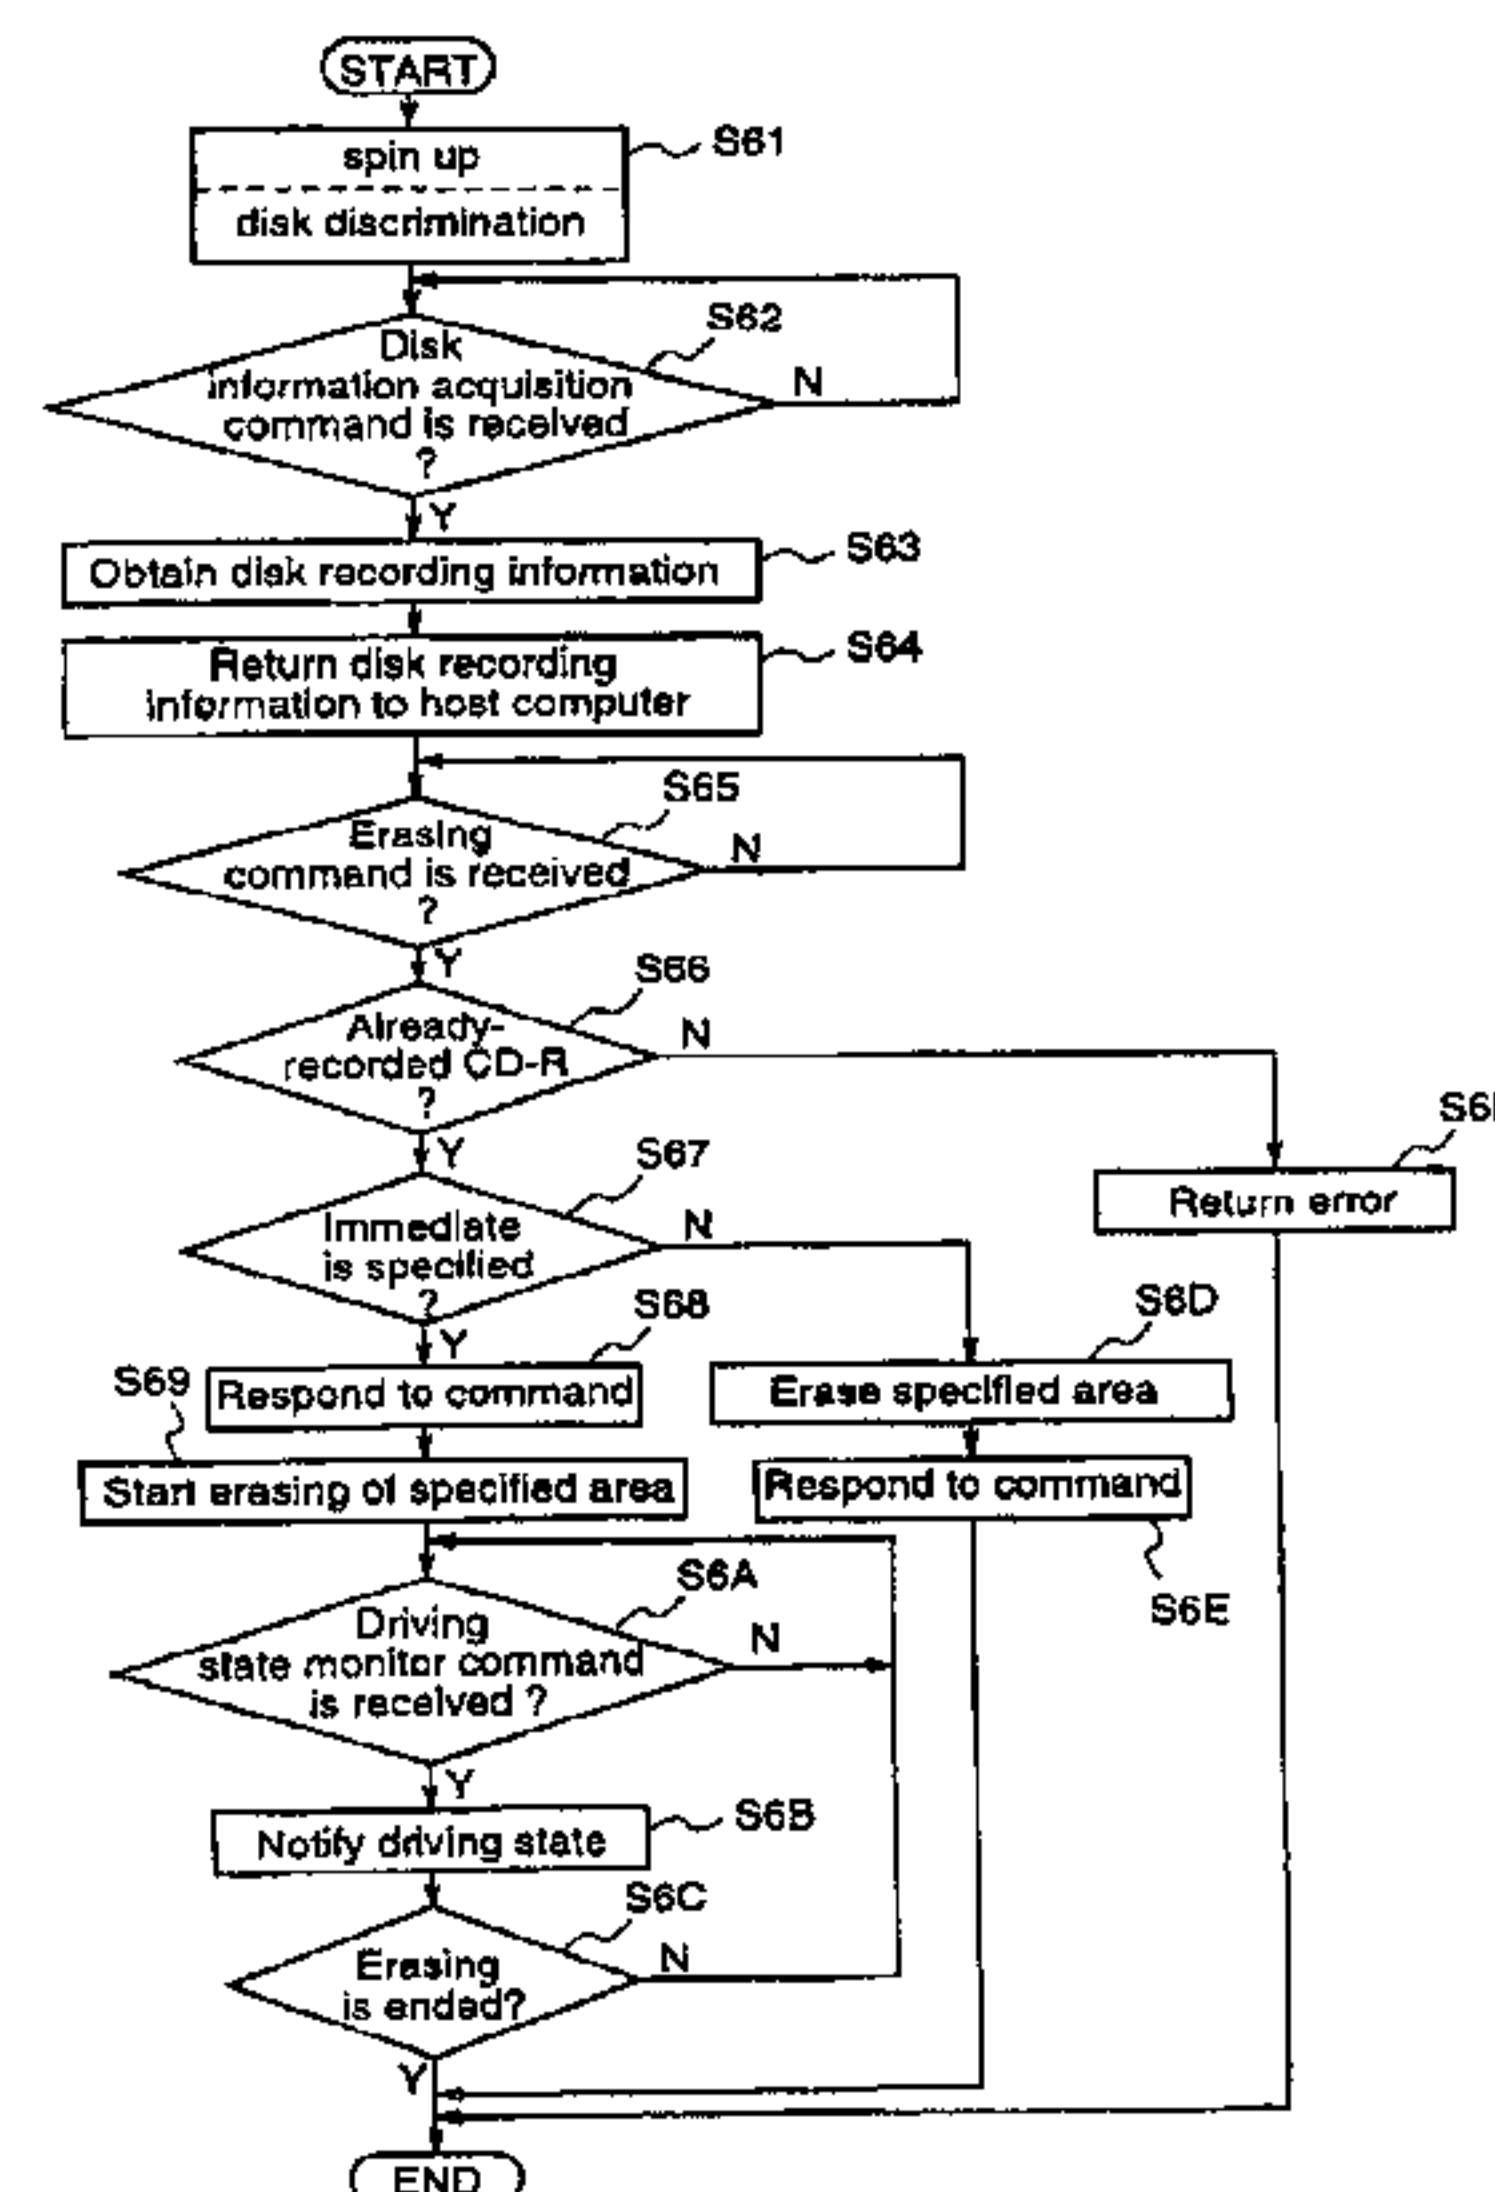 START
spin up
S61
disk discrimination
S62
Disk
information acquisition
command is received
?
N
Y
Obtain disk recording information
S63
Return disk recording
information to host computer
S64
S65
Erasing
command is received
?
N
Y
S66
Already-
recorded CD-R
?
N
Y
S67
Immediate
is specified
?
N
Return error
Y
S68
S6D
S69
Respond to command
Erase specified area
Start erasing of specified area
Respond to command
S6E
S6A
Driving
state monitor command
is received ?
N
Y
Notify driving state
S6B
S6C
Erasing
is ended?
N
Y
END